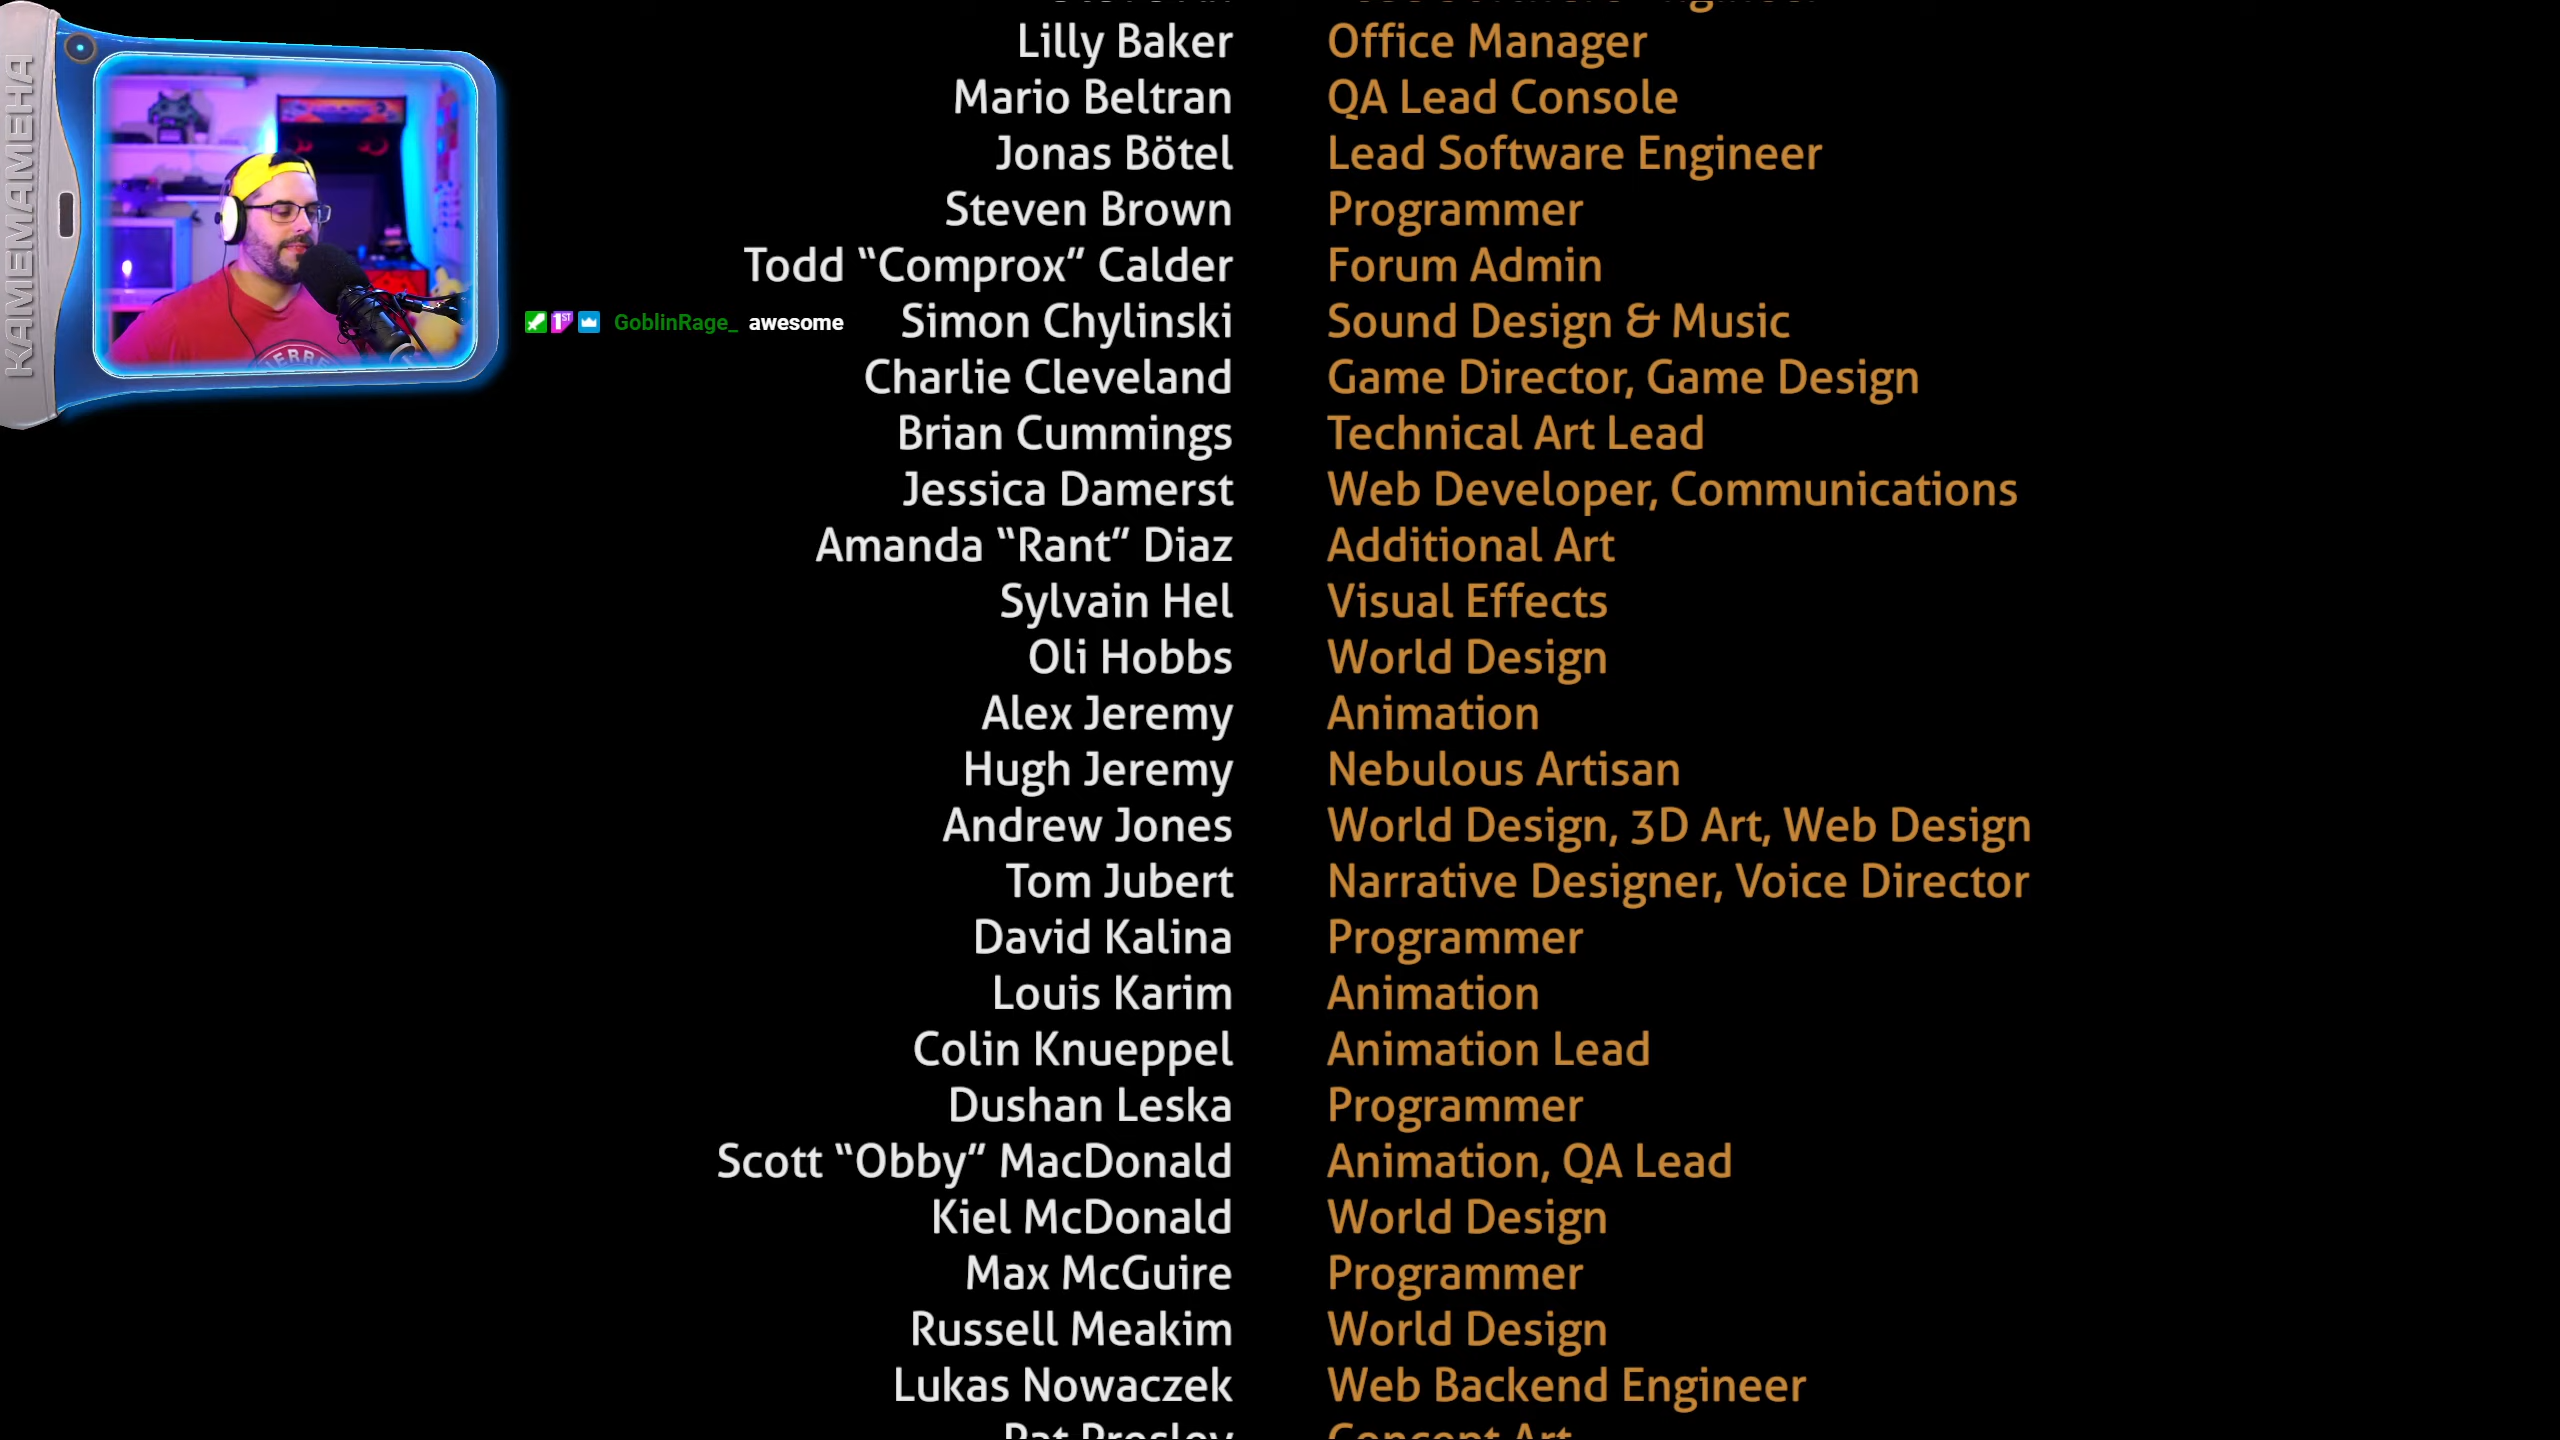 Lilly Baker Office Manager
Mario Beltran QA Lead Console
Jonas Bötel Lead Software Engineer
Steven Brown Programmer
Todd “Comprox” Calder Forum Admin
KAMEMAMEHA
GoblinRage_ awesome
Simon Chylinski Sound Design & Music
Charlie Cleveland Game Director, Game Design
Brian Cummings Technical Art Lead
Jessica Damerst Web Developer, Communications
Amanda “Rant” Diaz Additional Art
Sylvain Hel Visual Effects
Oli Hobbs World Design
Alex Jeremy Animation
Hugh Jeremy Nebulous Artisan
Andrew Jones World Design, 3D Art, Web Design
Tom Jubert Narrative Designer, Voice Director
David Kalina Programmer
Louis Karim Animation
Colin Knueppel Animation Lead
Dushan Leska Programmer
Scott “Obby” MacDonald Animation, QA Lead
Kiel McDonald World Design
Max McGuire Programmer
Russell Meakim World Design
Lukas Nowaczek Web Backend Engineer